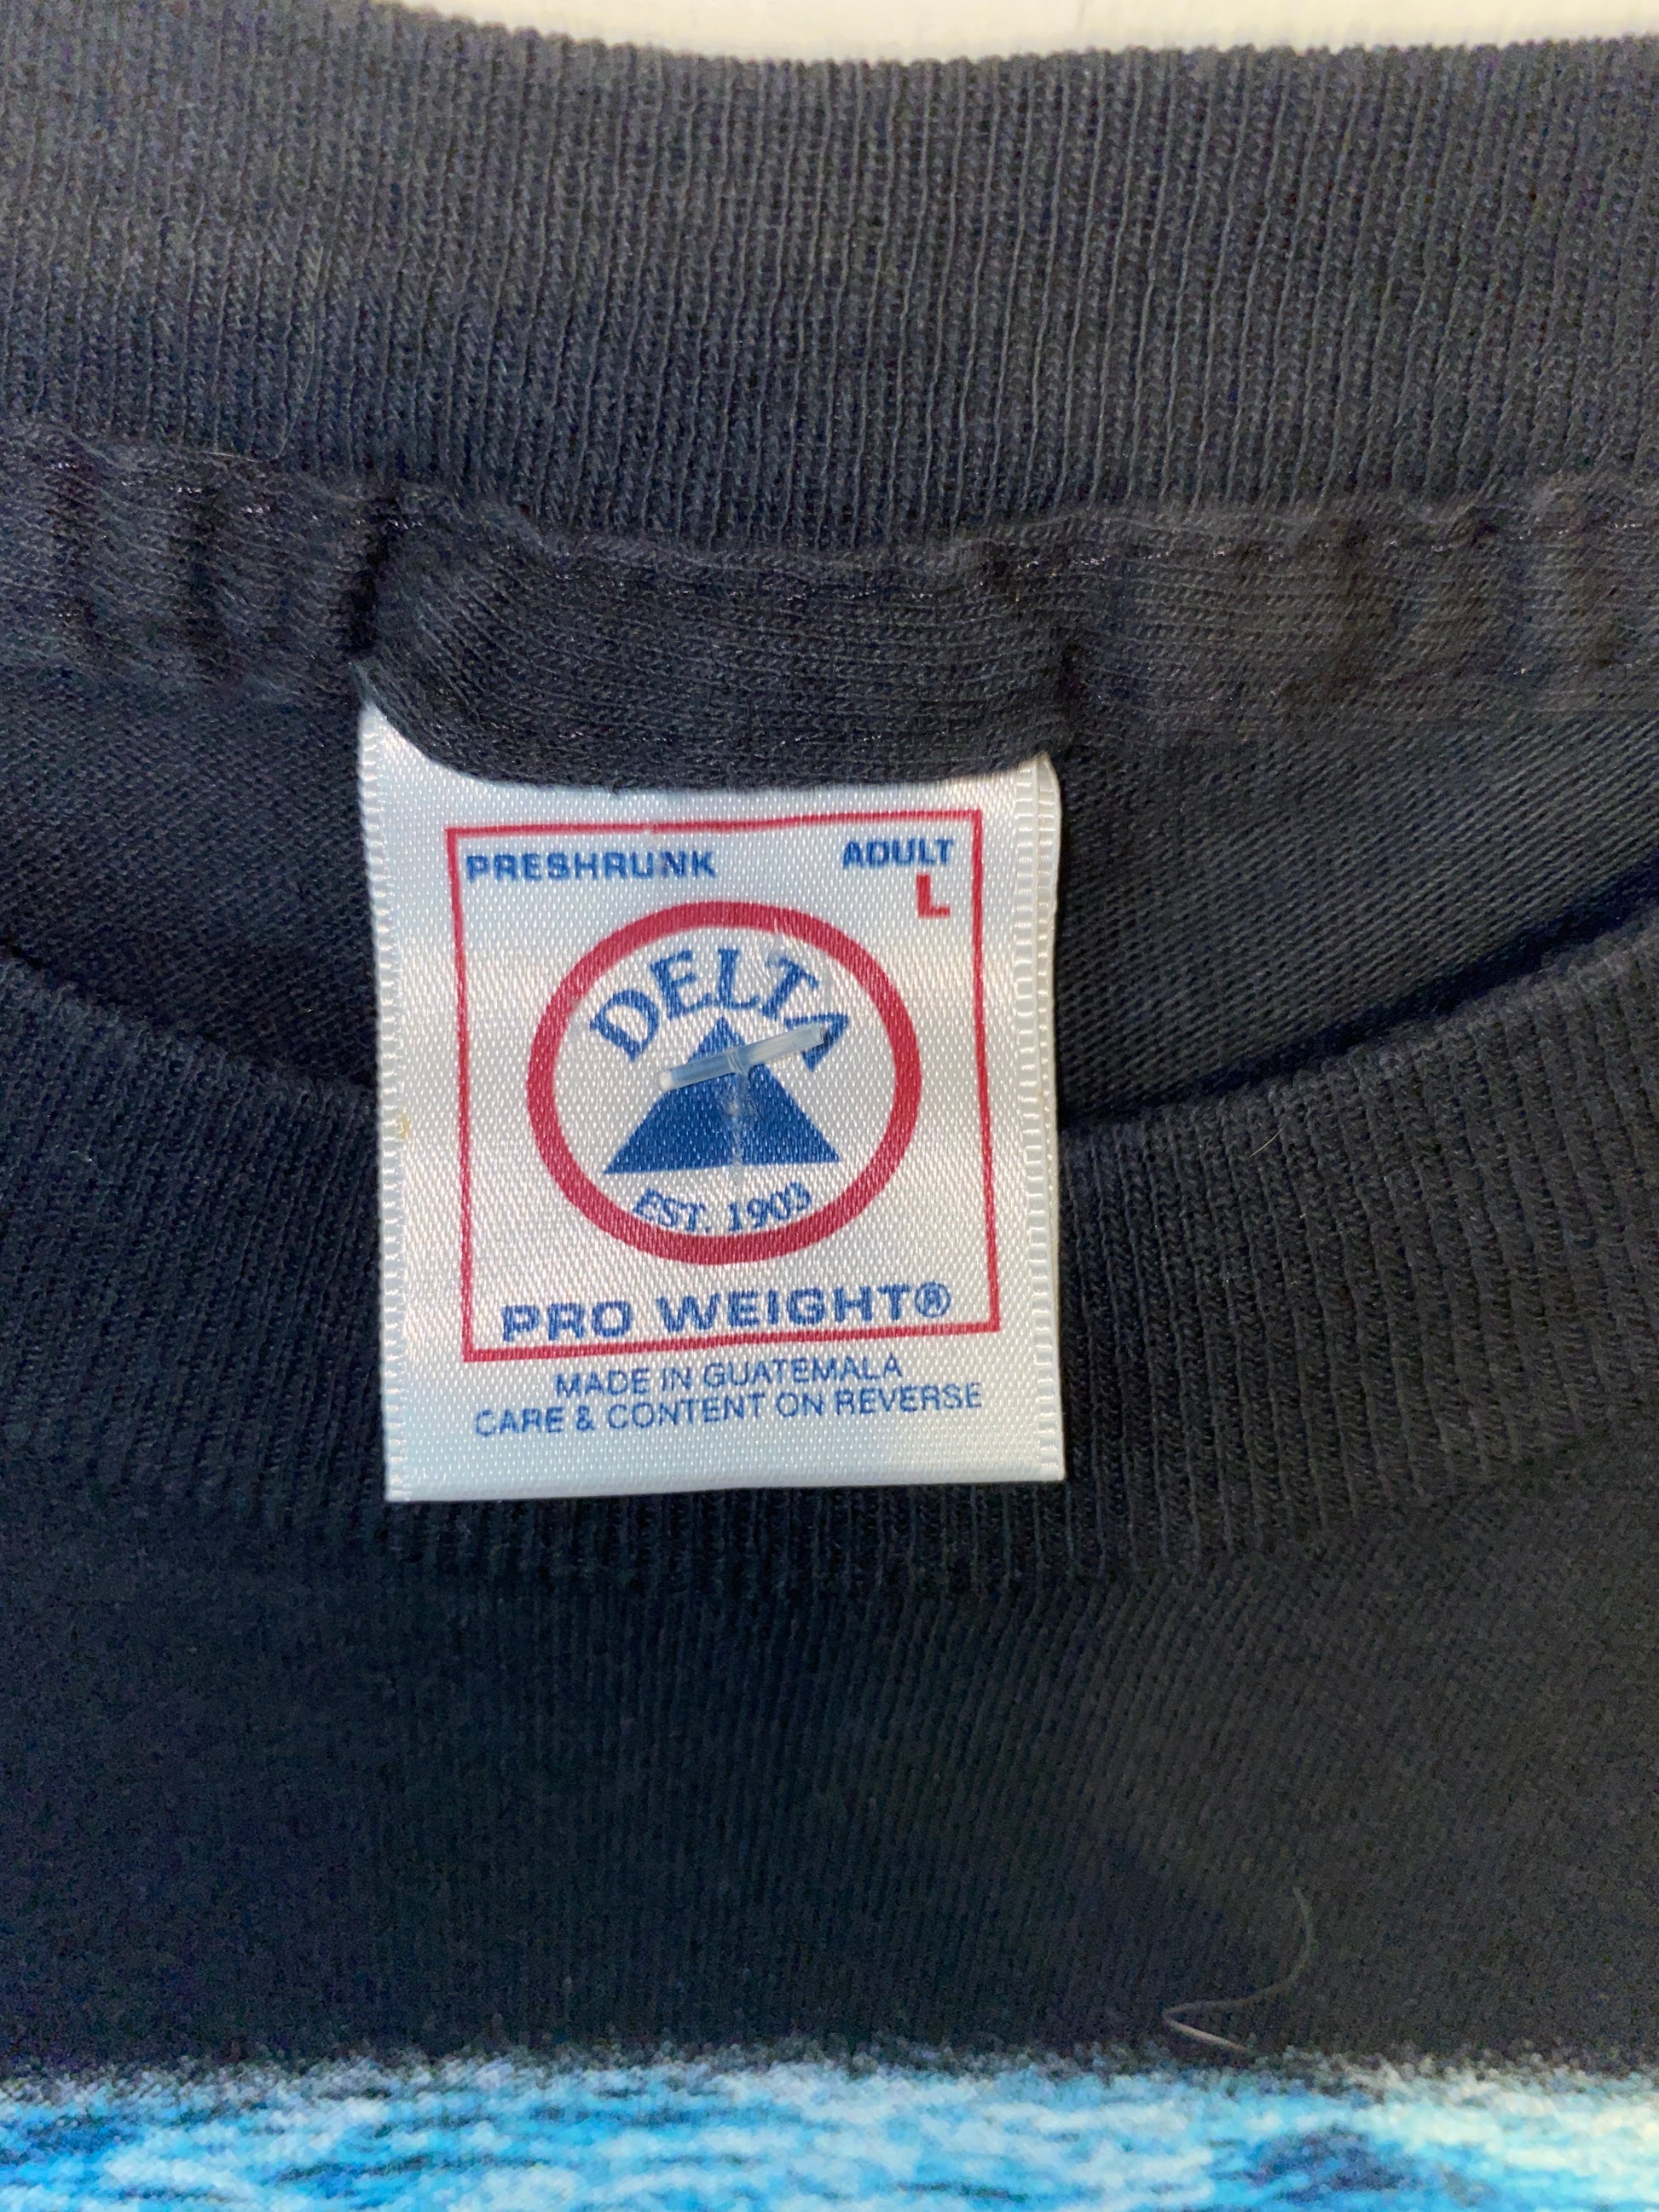 PRESHRUNK ADULT
L
DELTA
EST. 1903
PRO WEIGHT®
MADE IN GUATEMALA
CARE & CONTENT ON REVERSE